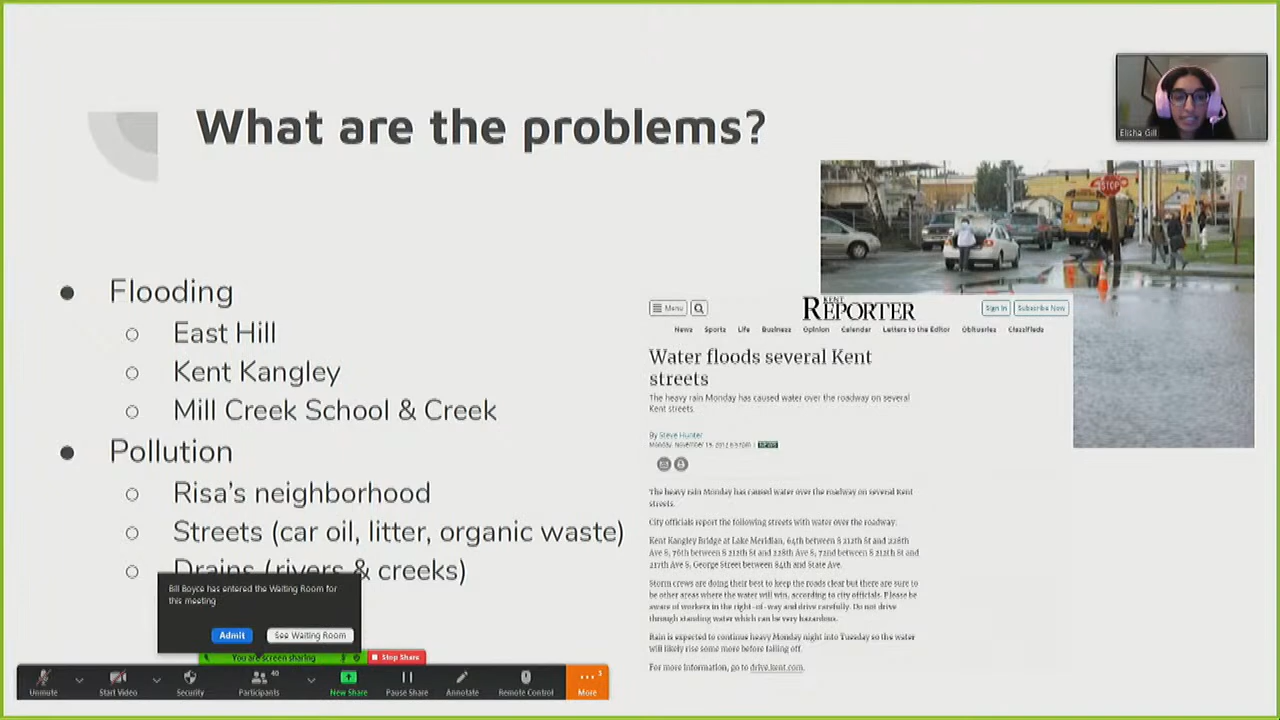 What are the problems?
Elisha Gill
STOP
● Flooding
○ East Hill
○ Kent Kangley
○ Mill Creek School & Creek
● Pollution
○ Risa's neighborhood
○ Streets (car oil, litter, organic waste)
○ Drains (rivers & creeks)
Menu
KENT
REPORTER
Sign In
Subscribe Now
News Sports Life Business Opinion Calendar Letters to the Editor Obituaries Classifieds
Water floods several Kent
streets
The heavy rain Monday has caused water over the roadway on several
Kent streets.
By Steve Hunter
Monday, November 19, 2012
The heavy rain Monday has caused water over the roadway on several Kent
streets.
City officials report the following streets with water over the roadway:
Kent Kangley Bridge at Lake Meridian, 64th between S 212th St and 228th
Ave S, 76th between S 212th St and 228th Ave S, 72nd between S 212th St and
Ave S, George Street between 84th and State Ave.
Storm crews are doing their best to keep the roads clear but there are sure to
be other areas where the water will win, according to city officials. Please be
aware of workers in the right-of-way and drive carefully. Do not drive
through standing water which can be very hazardous.
Rain is expected to continue heavy Monday night into Tuesday so the water
will likely rise some more before falling off.
For more information, go to drive.kent.com.
Bill Boyce has entered the Waiting Room for
this meeting
Admit
See Waiting Room
You are screen sharing
Stop Share
Unmute
Start Video
Security
40
Participants
New Share
Pause Share
Annotate
Remote Control
3
More